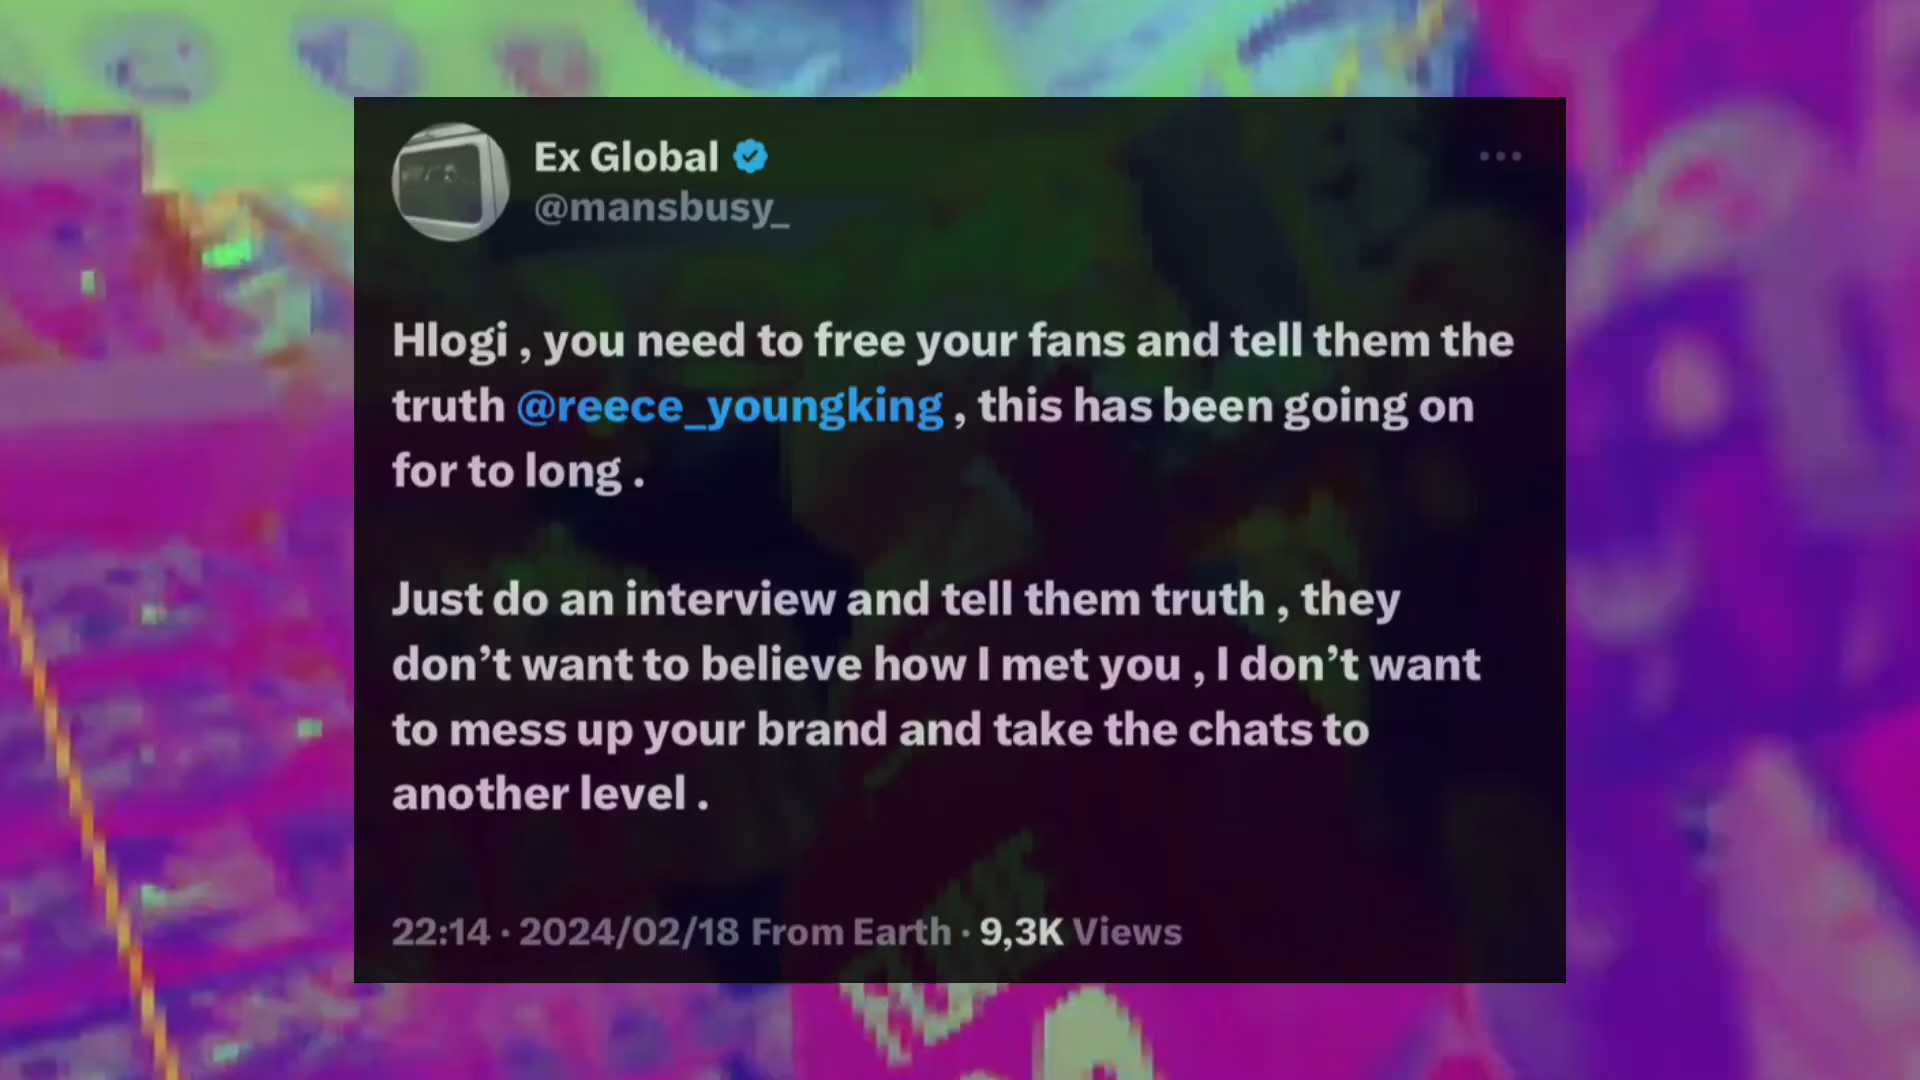 Ex Global
@mansbusy_
Hlogi , you need to free your fans and tell them the
truth @reece_youngking , this has been going on
for to long .
Just do an interview and tell them truth , they
don’t want to believe how I met you , I don’t want
to mess up your brand and take the chats to
another level .
22:14 · 2024/02/18 From Earth · 9,3K Views